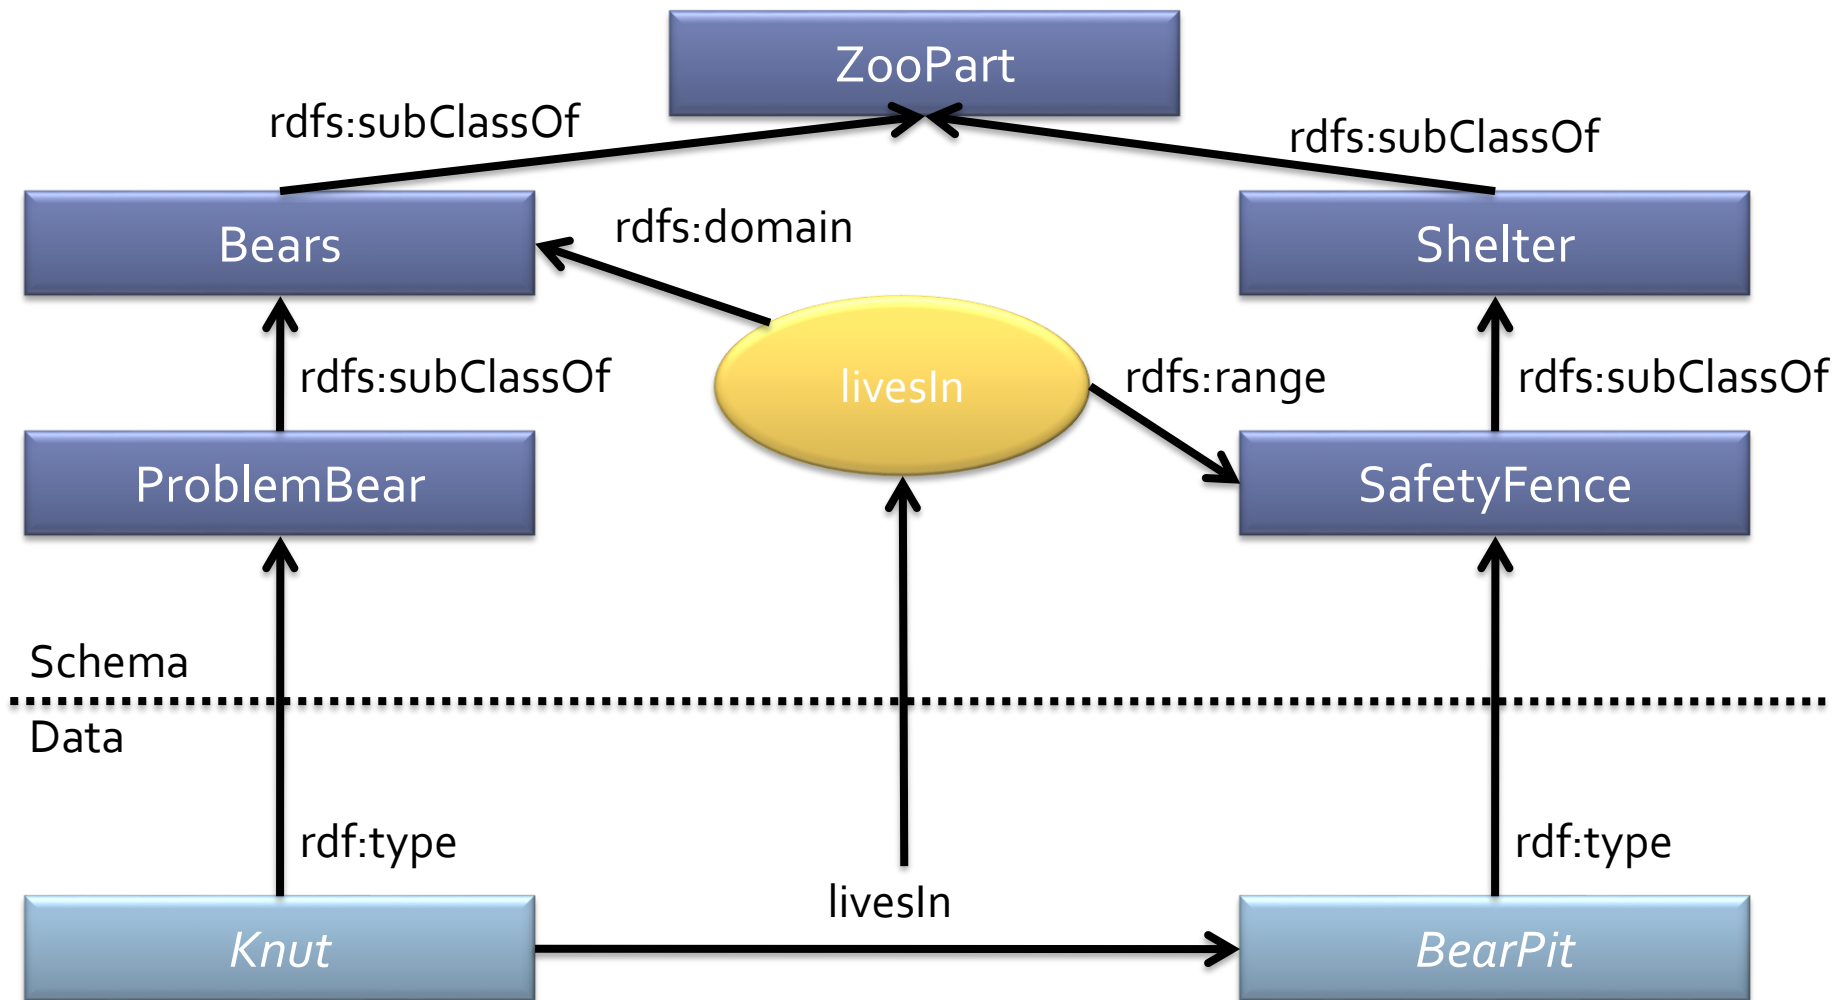 ZooPart
rdfs:subClassOf
rdfs:subClassOf
Bears
rdfs:domain
Shelter
rdfs:subClassOf
livesIn
rdfs:range
rdfs:subClassOf
ProblemBear
SafetyFence
Schema
Data
rdf:type
rdf:type
livesIn
Knut
BearPit